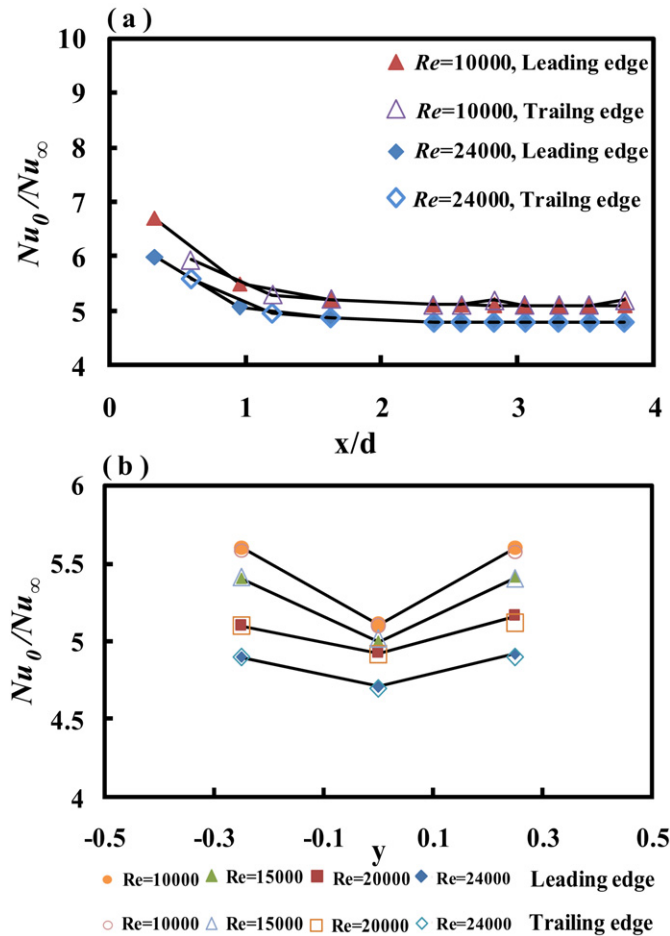 ( a )
10
9
8
7
6
5
4
Nu₀/Nu∞
Re=10000, Leading edge
Re=10000, Trailng edge
Re=24000, Leading edge
Re=24000, Trailng edge
0 1 2 3 4
x/d
( b )
6
5.5
5
4.5
4
Nu₀/Nu∞
-0.5 -0.3 -0.1 0.1 0.3 0.5
y
Re=10000 Re=15000 Re=20000 Re=24000 Leading edge
Re=10000 Re=15000 Re=20000 Re=24000 Trailing edge